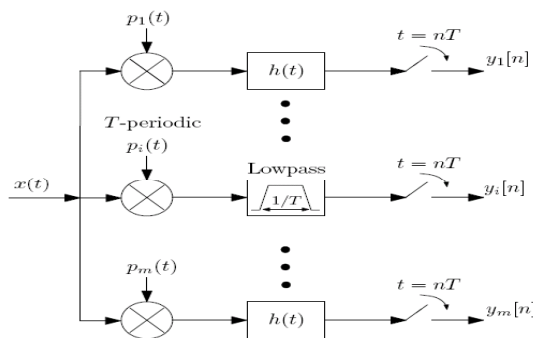 p₁(t)
t = nT
h(t)
y₁[n]
T-periodic
pᵢ(t)
Lowpass
t = nT
x(t)
1/T
yᵢ[n]
pₘ(t)
t = nT
h(t)
yₘ[n]